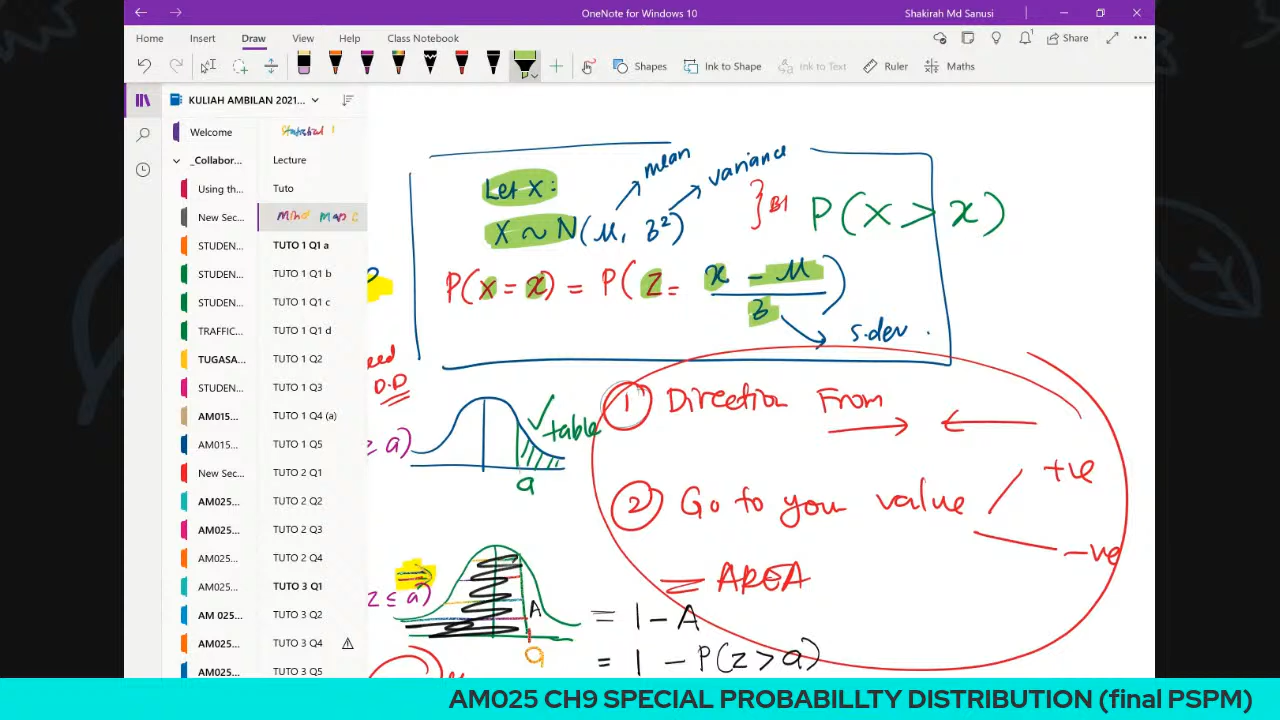 OneNote for Windows 10
Shakirah Md Sanusi
Home Insert Draw View Help Class Notebook
Share
Shapes Ink to Shape Ink to Text Ruler Maths
KULIAH AMBILAN 2021...
Welcome
_Collabor...
Using th...
New Sec...
STUDEN...
STUDEN...
STUDEN...
TRAFFIC...
TUGASA...
STUDEN...
AM015...
AM015...
New Sec...
AM025...
AM025...
AM025...
AM025...
AM 025...
AM025...
AM025...
Statistical 1
Lecture
Tuto
Mind Map C
TUTO 1 Q1 a
TUTO 1 Q1 b
TUTO 1 Q1 c
TUTO 1 Q1 d
TUTO 1 Q2
TUTO 1 Q3
TUTO 1 Q4 (a)
TUTO 1 Q5
TUTO 2 Q1
TUTO 2 Q2
TUTO 2 Q3
TUTO 2 Q4
TUTO 3 Q1
TUTO 3 Q2
TUTO 3 Q4
TUTO 3 Q5
mean
variance
Let X:
X ~ N(μ, σ²)
P(X > x)
P(X = x) = P(Z = x - μ / σ)
s.dev.
D.D
≥ a)
table
a
① Direction From
② Go to your value
+ve
-ve
= AREA
z ≤ a)
A
a
= 1 - A
= 1 - P(z > a)
AM025 CH9 SPECIAL PROBABILLTY DISTRIBUTION (final PSPM)